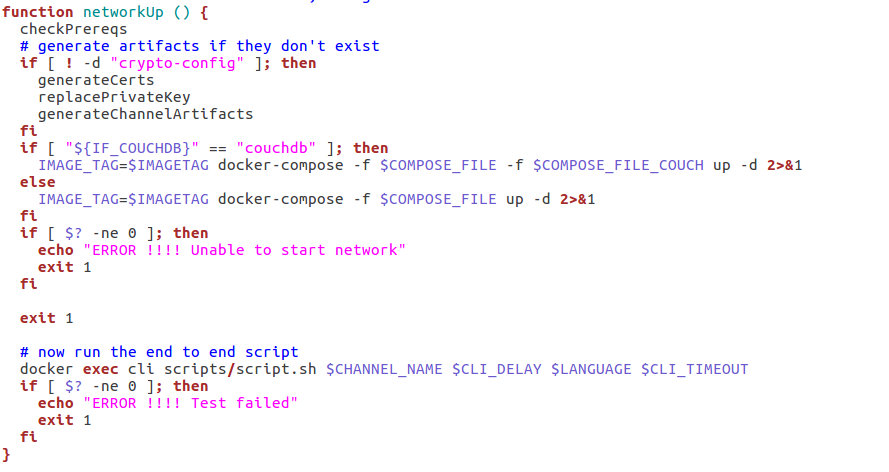 function networkUp () {
  checkPrereqs
  # generate artifacts if they don't exist
  if [ ! -d "crypto-config" ]; then
    generateCerts
    replacePrivateKey
    generateChannelArtifacts
  fi
  if [ "${IF_COUCHDB}" == "couchdb" ]; then
    IMAGE_TAG=$IMAGETAG docker-compose -f $COMPOSE_FILE -f $COMPOSE_FILE_COUCH up -d 2>&1
  else
    IMAGE_TAG=$IMAGETAG docker-compose -f $COMPOSE_FILE up -d 2>&1
  fi
  if [ $? -ne 0 ]; then
    echo "ERROR !!!! Unable to start network"
    exit 1
  fi

  exit 1

  # now run the end to end script
  docker exec cli scripts/script.sh $CHANNEL_NAME $CLI_DELAY $LANGUAGE $CLI_TIMEOUT
  if [ $? -ne 0 ]; then
    echo "ERROR !!!! Test failed"
    exit 1
  fi
}